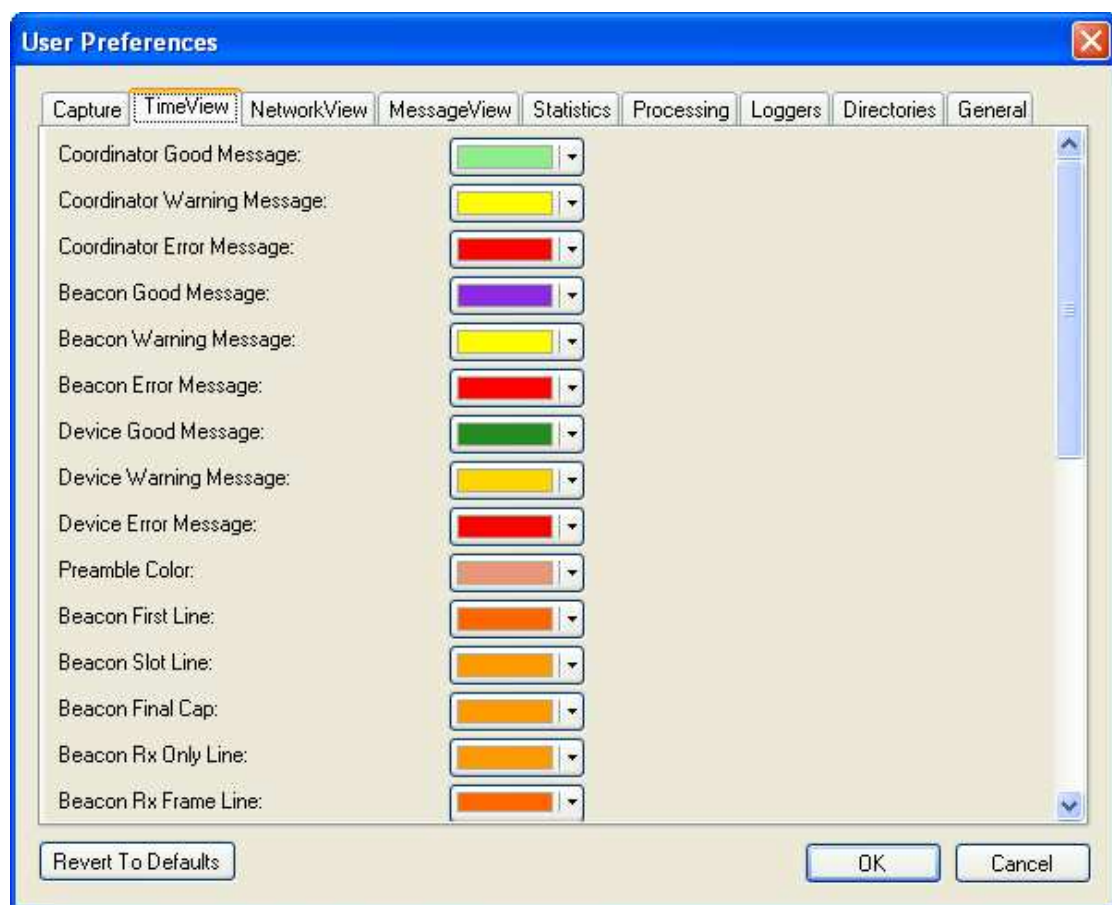 User Preferences
Capture TimeView NetworkView MessageView Statistics Processing Loggers Directories General
Coordinator Good Message:
Coordinator Warning Message:
Coordinator Error Message:
Beacon Good Message:
Beacon Warning Message:
Beacon Error Message:
Device Good Message:
Device Warning Message:
Device Error Message:
Preamble Color:
Beacon First Line:
Beacon Slot Line:
Beacon Final Cap:
Beacon Rx Only Line:
Beacon Rx Frame Line:
Revert To Defaults OK Cancel